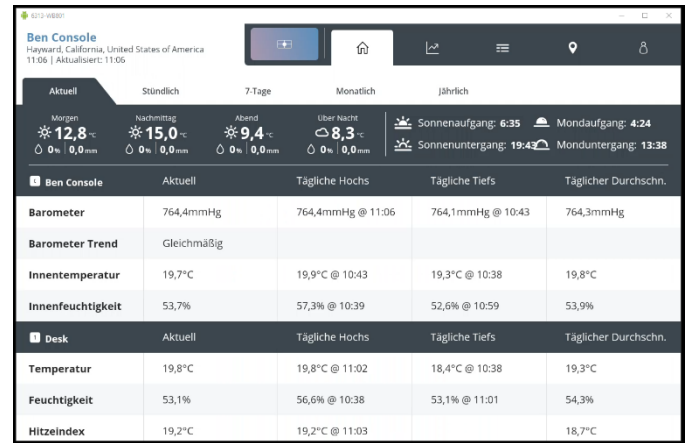 6313-WB801
Ben Console
Hayward, California, United States of America
11:06 | Aktualisiert: 11:06
Aktuell Stündlich 7-Tage Monatlich Jährlich
Morgen Nachmittag Abend Über Nacht
12,8 °C 15,0 °C 9,4 °C 8,3 °C
0% 0,0mm 0% 0,0mm 0% 0,0mm 0% 0,0mm
Sonnenaufgang: 6:35 Mondaufgang: 4:24
Sonnenuntergang: 19:43 Monduntergang: 13:38
Ben Console Aktuell Tägliche Hochs Tägliche Tiefs Täglicher Durchschn.
Barometer 764,4mmHg 764,4mmHg @ 11:06 764,1mmHg @ 10:43 764,3mmHg
Barometer Trend Gleichmäßig
Innentemperatur 19,7°C 19,9°C @ 10:43 19,3°C @ 10:38 19,8°C
Innenfeuchtigkeit 53,7% 57,3% @ 10:39 52,6% @ 10:59 53,9%
1 Desk Aktuell Tägliche Hochs Tägliche Tiefs Täglicher Durchschn.
Temperatur 19,8°C 19,8°C @ 11:02 18,4°C @ 10:38 19,3°C
Feuchtigkeit 53,1% 56,6% @ 10:38 53,1% @ 11:01 54,3%
Hitzeindex 19,2°C 19,2°C @ 11:03 18,7°C